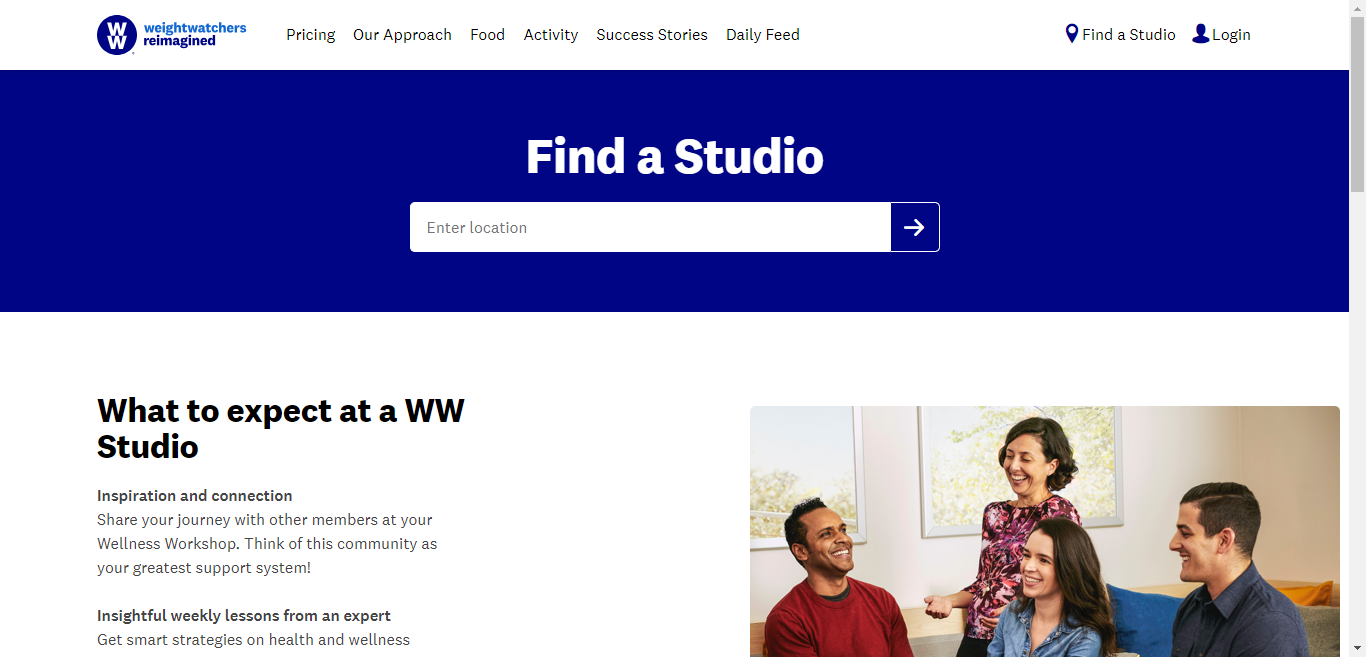 WW
weightwatchers
reimagined
Pricing Our Approach Food Activity Success Stories Daily Feed Find a Studio Login
Find a Studio
Enter location
What to expect at a WW
Studio
Inspiration and connection
Share your journey with other members at your
Wellness Workshop. Think of this community as
your greatest support system!
Insightful weekly lessons from an expert
Get smart strategies on health and wellness